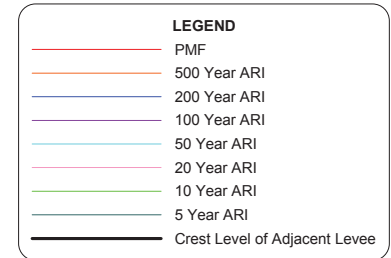 LEGEND
PMF
500 Year ARI
200 Year ARI
100 Year ARI
50 Year ARI
20 Year ARI
10 Year ARI
5 Year ARI
Crest Level of Adjacent Levee